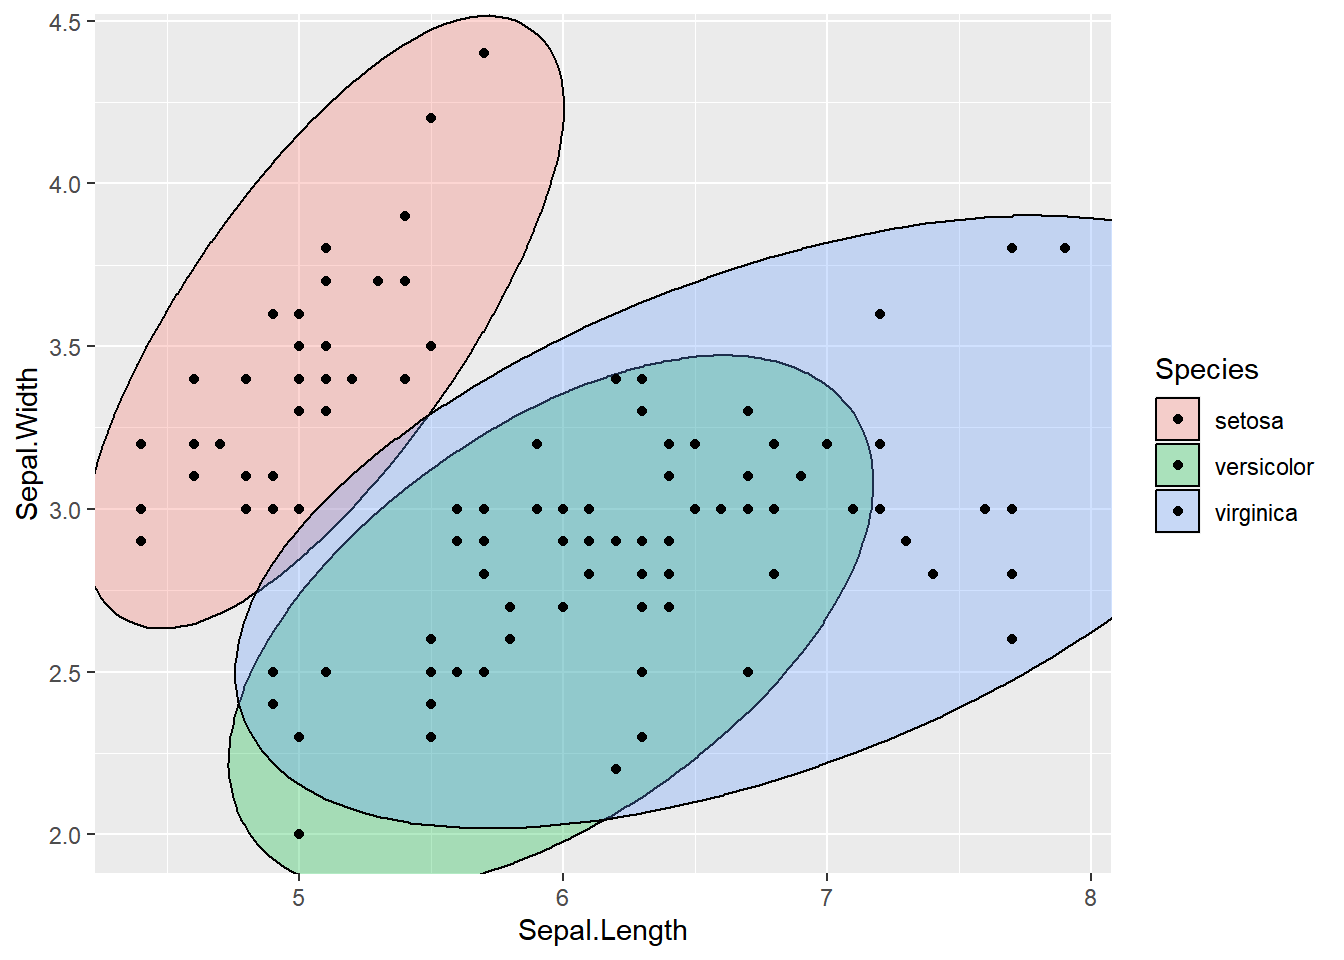 4.5
4.0
3.5
3.0
2.5
2.0
Sepal.Width
5 6 7 8
Sepal.Length
Species
setosa
versicolor
virginica